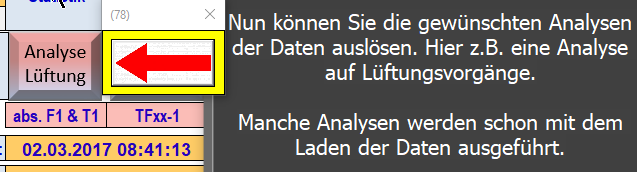 (78)
Analyse
Lüftung
abs. F1 & T1
TFxx-1
02.03.2017 08:41:13
Nun können Sie die gewünschten Analysen
der Daten auslösen. Hier z.B. eine Analyse
auf Lüftungsvorgänge.
Manche Analysen werden schon mit dem
Laden der Daten ausgeführt.